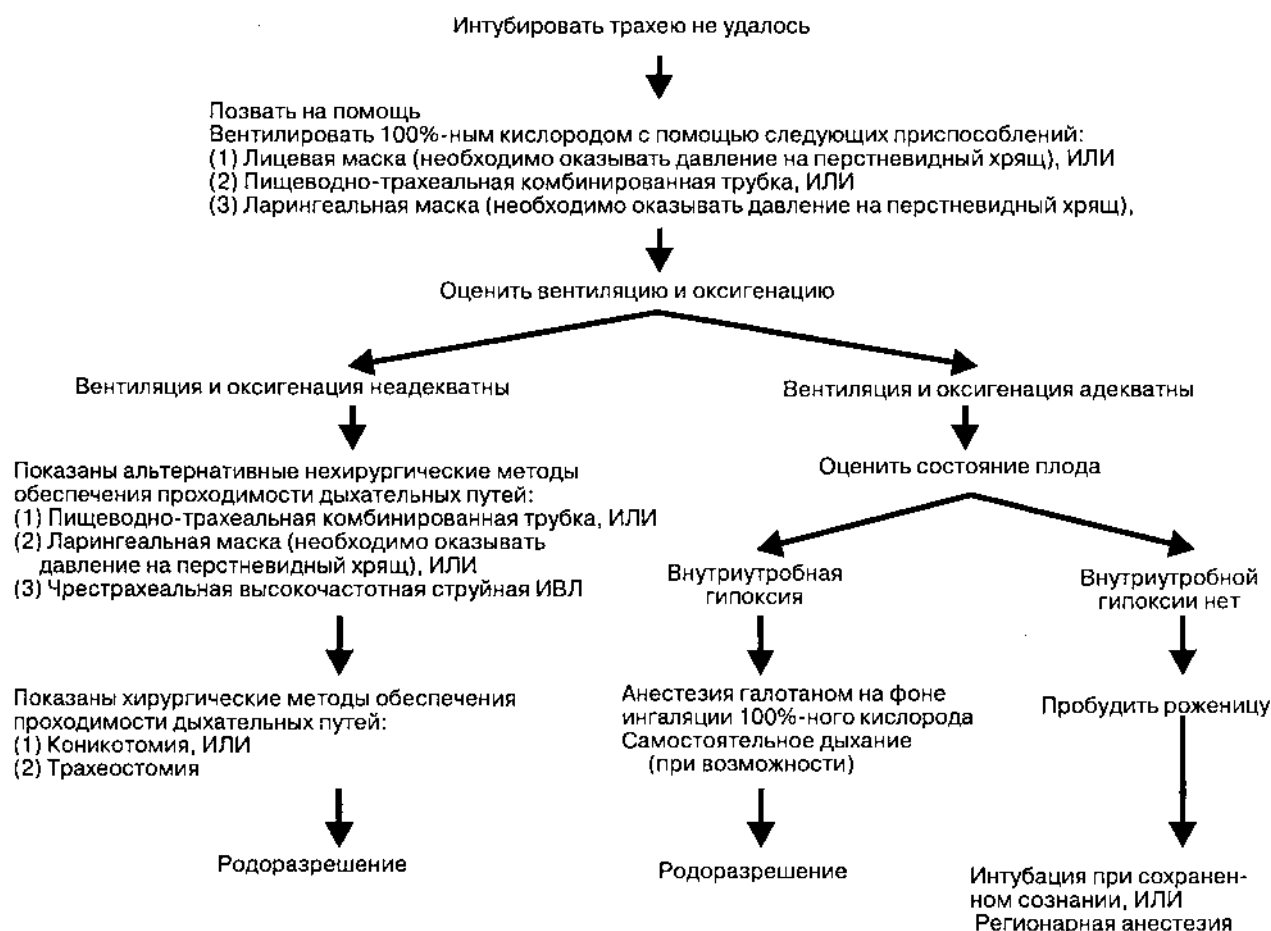 Интубировать трахею не удалось
Позвать на помощь
Вентилировать 100%-ным кислородом с помощью следующих приспособлений:
(1) Лицевая маска (необходимо оказывать давление на перстневидный хрящ), ИЛИ
(2) Пищеводно-трахеальная комбинированная трубка, ИЛИ
(3) Ларингеальная маска (необходимо оказывать давление на перстневидный хрящ),
Оценить вентиляцию и оксигенацию
Вентиляция и оксигенация неадекватны
Показаны альтернативные нехирургические методы
обеспечения проходимости дыхательных путей:
(1) Пищеводно-трахеальная комбинированная трубка, ИЛИ
(2) Ларингеальная маска (необходимо оказывать
давление на перстневидный хрящ), ИЛИ
(3) Чрестрахеальная высокочастотная струйная ИВЛ
Показаны хирургические методы обеспечения
проходимости дыхательных путей:
(1) Коникотомия, ИЛИ
(2) Трахеостомия
Родоразрешение
Вентиляция и оксигенация адекватны
Оценить состояние плода
Внутриутробная
гипоксия
Анестезия галотаном на фоне
ингаляции 100%-ного кислорода
Самостоятельное дыхание
(при возможности)
Родоразрешение
Внутриутробной
гипоксии нет
Пробудить роженицу
Интубация при сохранен-
ном сознании, ИЛИ
Регионарная анестезия